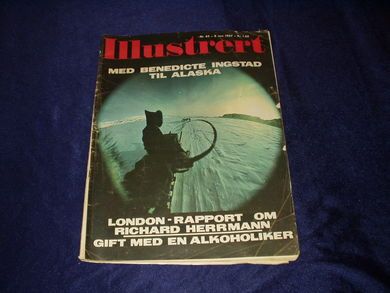 Illustrert
MED BENEDICTE INGSTAD
TIL ALASKA
LONDON-RAPPORT OM
RICHARD HERRMANN
GIFT MED EN ALKOHOLIKER